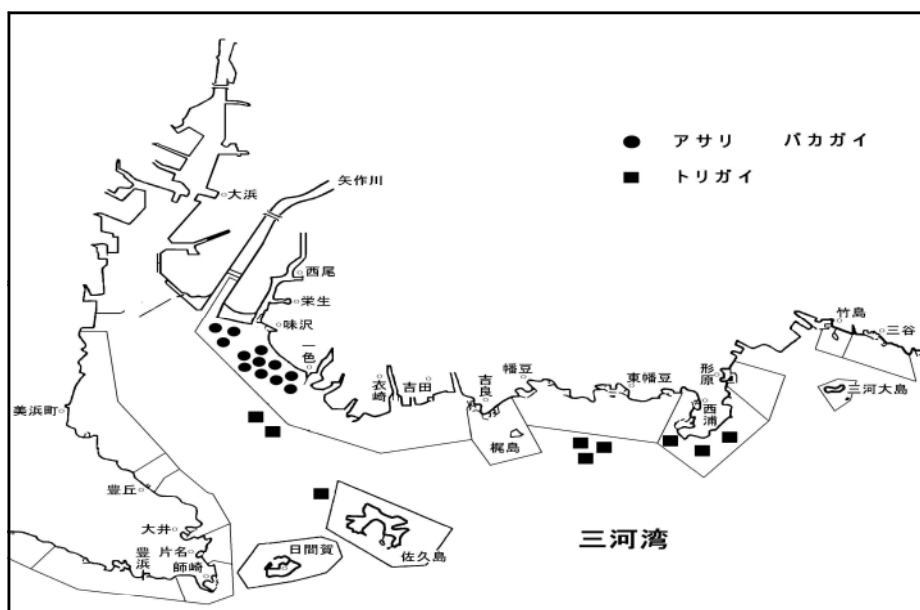 アサリ バカガイ
トリガイ
矢作川
大浜
西尾
栄生
味沢
一色
衣崎
吉田
吉良
幡豆
東幡豆
形原
西浦
竹島
三谷
三河大島
梶島
美浜町
豊丘
大井
片名
豊浜
師崎
日間賀
佐久島
三河湾